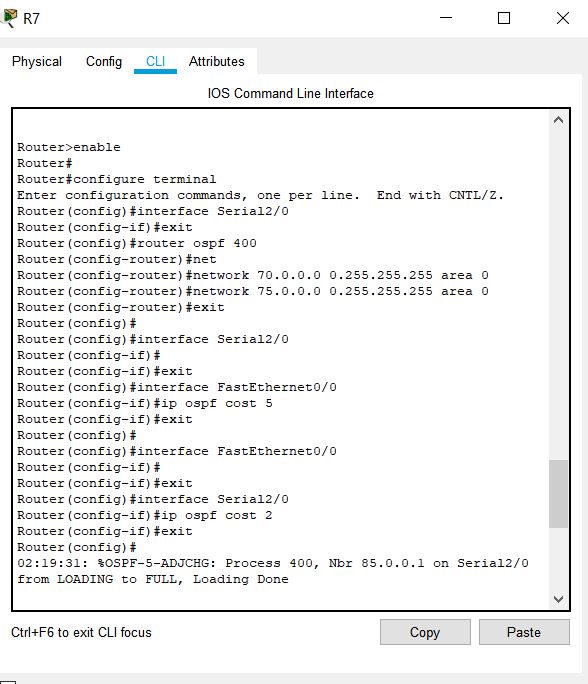 R7
Physical Config CLI Attributes
IOS Command Line Interface
Router>enable
Router#
Router#configure terminal
Enter configuration commands, one per line.  End with CNTL/Z.
Router(config)#interface Serial2/0
Router(config-if)#exit
Router(config)#router ospf 400
Router(config-router)#net
Router(config-router)#network 70.0.0.0 0.255.255.255 area 0
Router(config-router)#network 75.0.0.0 0.255.255.255 area 0
Router(config-router)#exit
Router(config)#
Router(config)#interface Serial2/0
Router(config-if)#
Router(config-if)#exit
Router(config)#interface FastEthernet0/0
Router(config-if)#ip ospf cost 5
Router(config-if)#exit
Router(config)#
Router(config)#interface FastEthernet0/0
Router(config-if)#
Router(config-if)#exit
Router(config)#interface Serial2/0
Router(config-if)#ip ospf cost 2
Router(config-if)#exit
Router(config)#
02:19:31: %OSPF-5-ADJCHG: Process 400, Nbr 85.0.0.1 on Serial2/0
from LOADING to FULL, Loading Done
Ctrl+F6 to exit CLI focus
Copy Paste